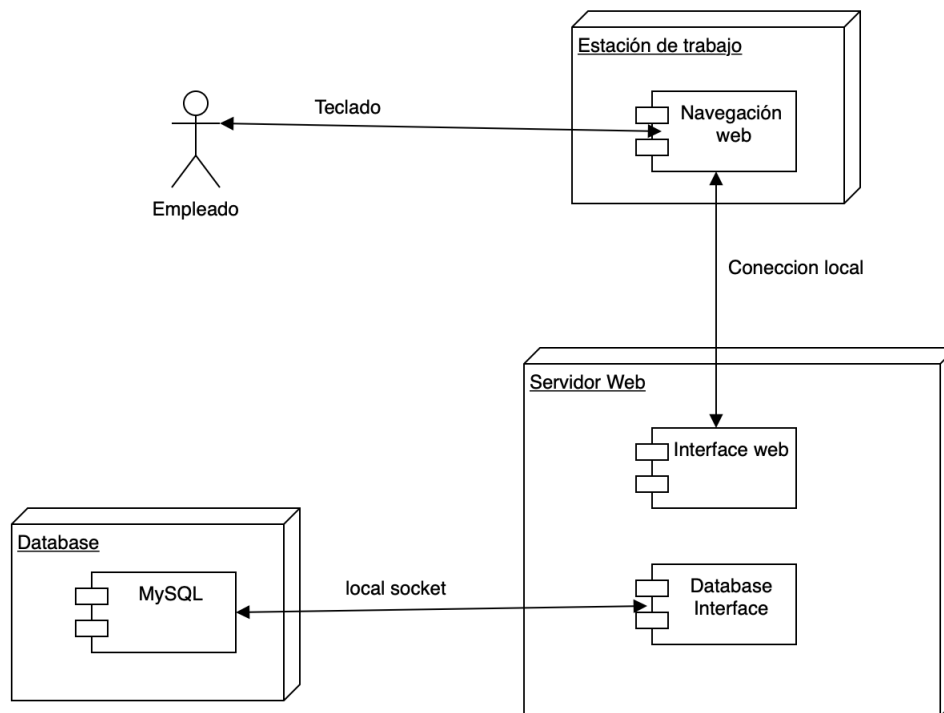 Estación de trabajo
Navegación
web
Teclado
Empleado
Coneccion local
Servidor Web
Interface web
Database
MySQL
local socket
Database
Interface